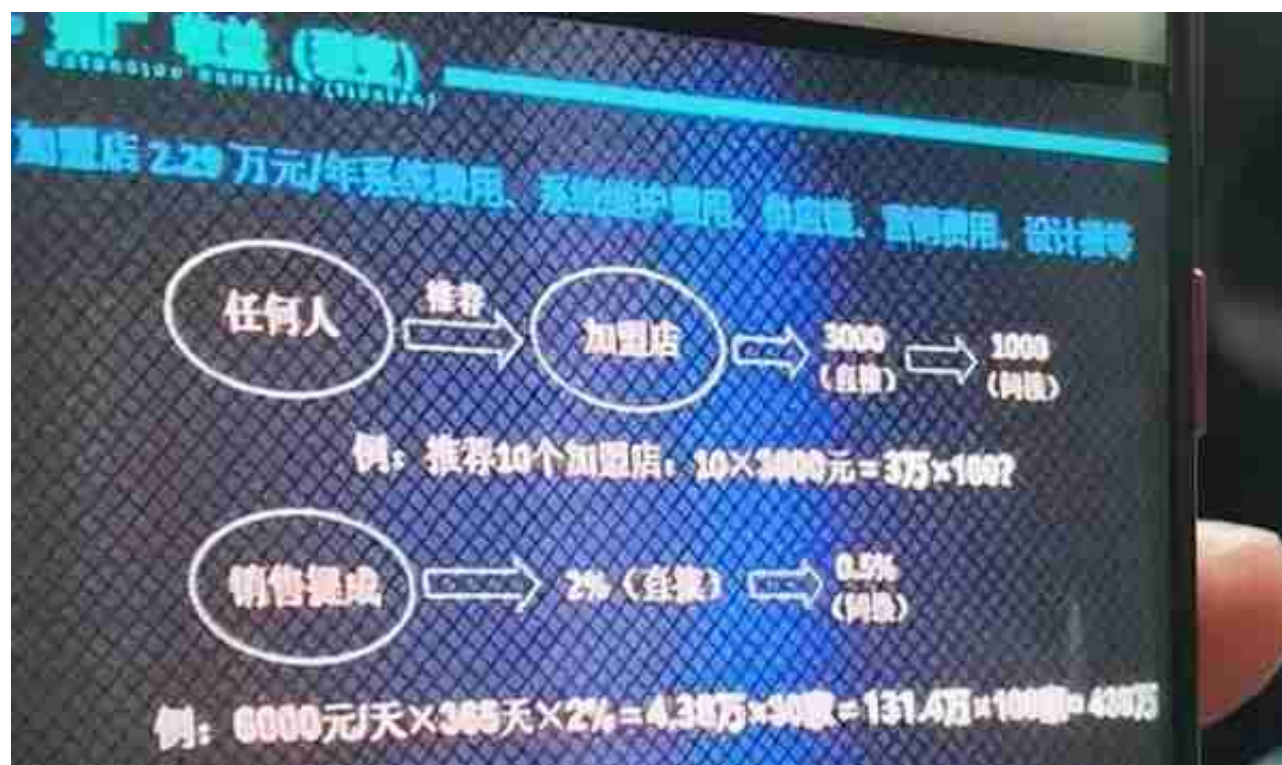 加盟店 2.29 万元/年系统费用、系统维护费用、
任何人
推荐
加盟店
3000
(直接)
1000
(间接)
例：推荐10个加盟店：10×3000元=3万×100?
销售提成
2%（直接）
0.5%
(间接)
例：6000元/天×365天×2%=4.38万×30家=131.4万×100家=438万